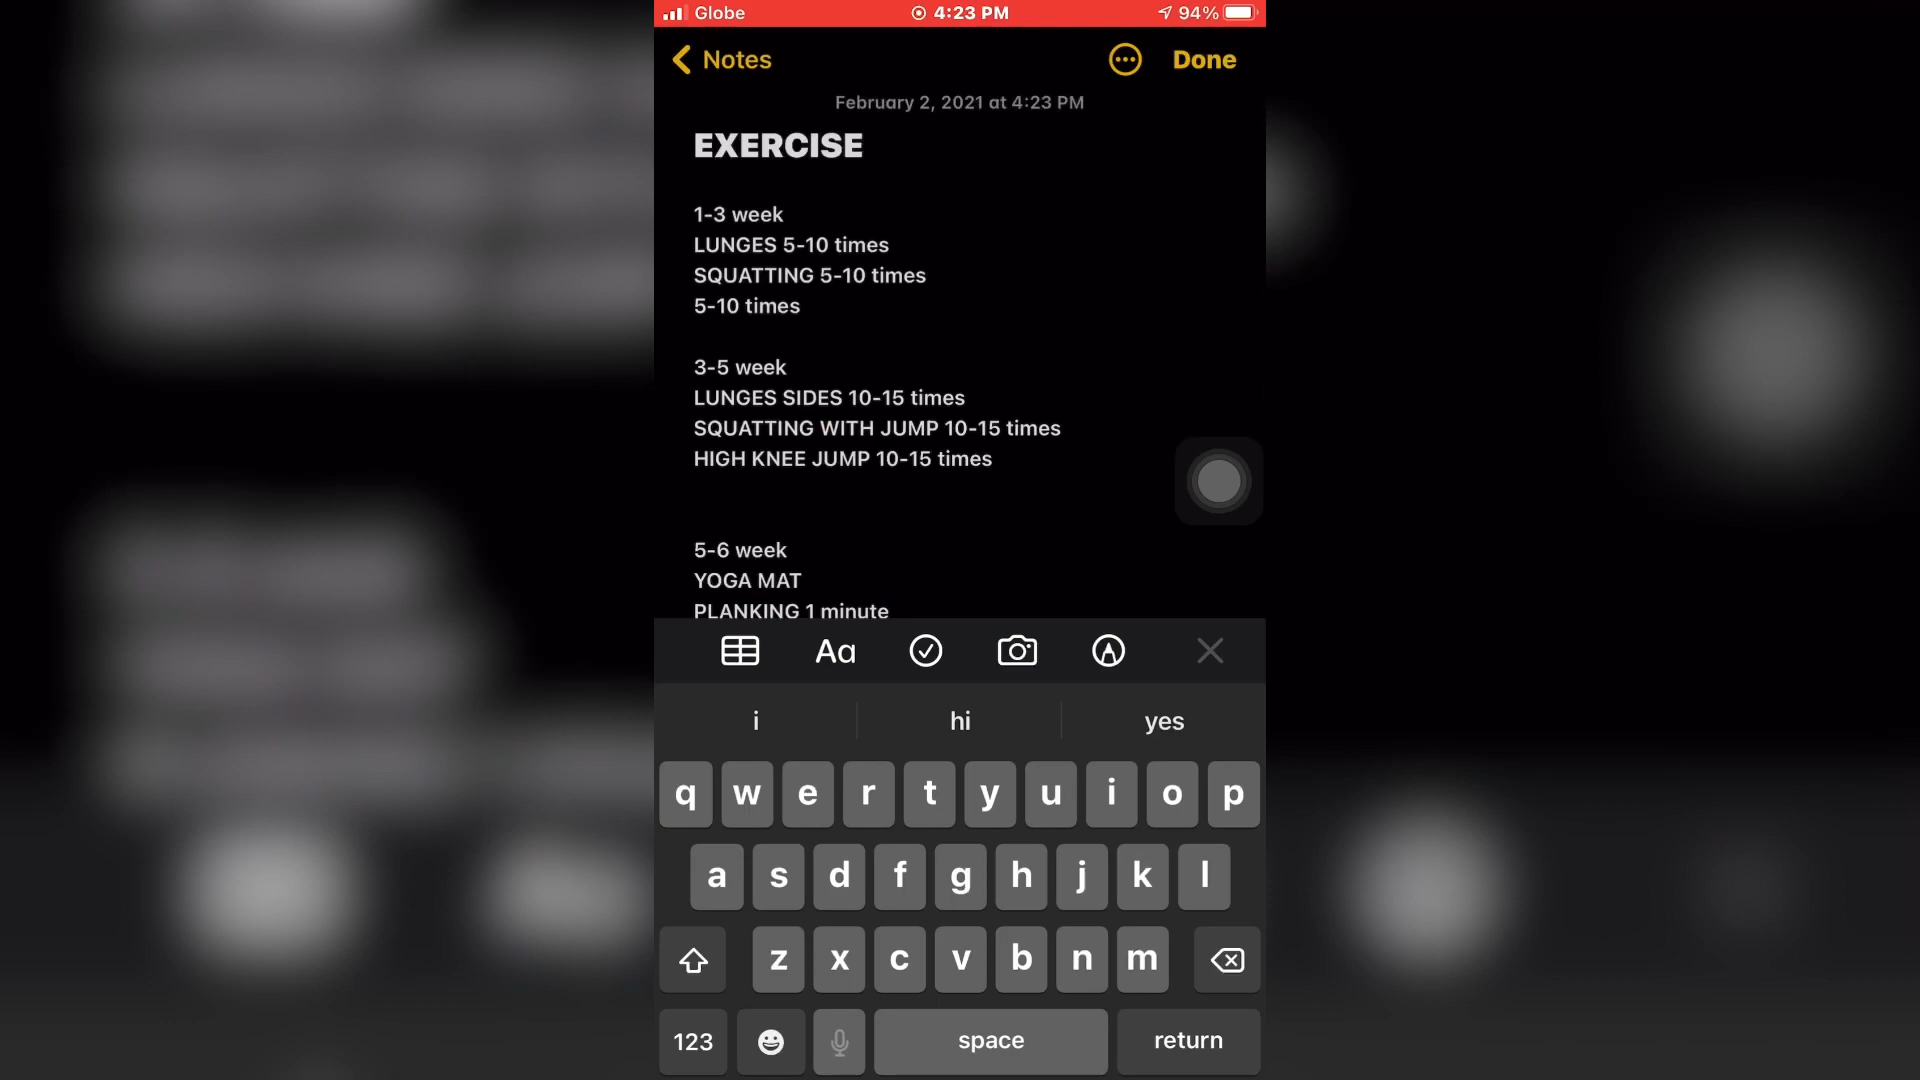 Globe 4:23 PM 94%
Notes Done
February 2, 2021 at 4:23 PM
EXERCISE
1-3 week
LUNGES 5-10 times
SQUATTING 5-10 times
5-10 times
3-5 week
LUNGES SIDES 10-15 times
SQUATTING WITH JUMP 10-15 times
HIGH KNEE JUMP 10-15 times
5-6 week
YOGA MAT
PLANKING 1 minute
Aa
i hi yes
q w e r t y u i o p
a s d f g h j k l
z x c v b n m
123 space return